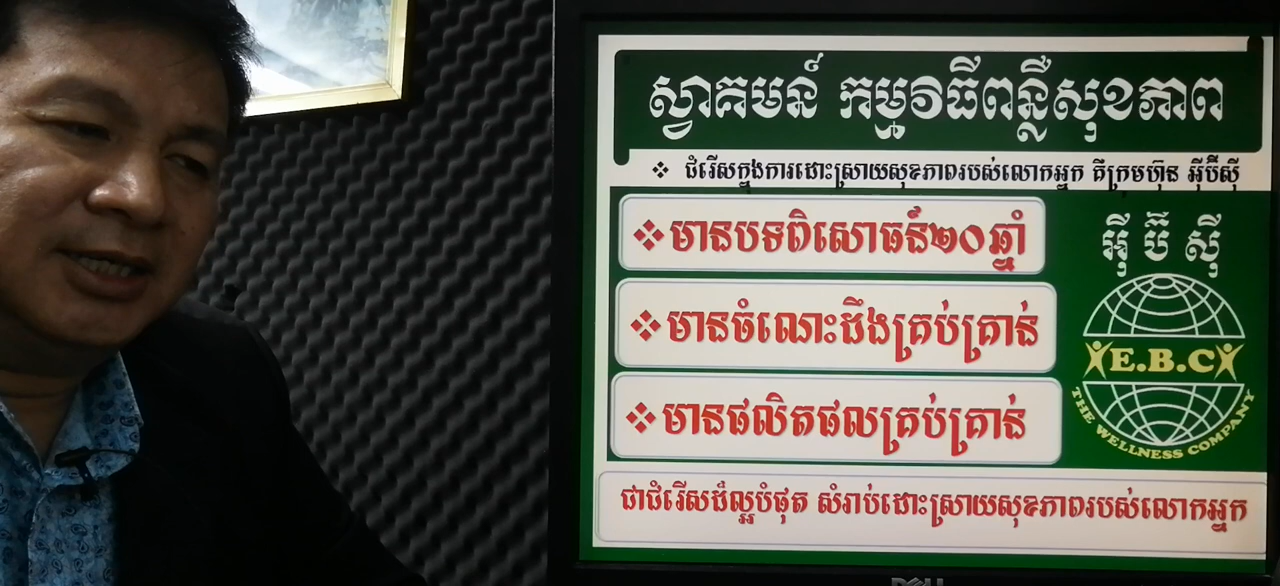 ស្វាគមន៍ កម្មវិធីពន្លឺសុខភាព
❖ ជំរើសក្នុងការដោះស្រាយសុខភាពរបស់លោកអ្នក គឺក្រុមហ៊ុន អ៊ីប៊ីស៊ី
❖មានបទពិសោធន៍២០ឆ្នាំ
❖មានចំណេះដឹងគ្រប់គ្រាន់
❖មានផលិតផលគ្រប់គ្រាន់
អ៊ី ប៊ី ស៊ី
E.B.C
THE WELLNESS COMPANY
ជាជំរើសដ៏ល្អបំផុត សំរាប់ដោះស្រាយសុខភាពរបស់លោកអ្នក